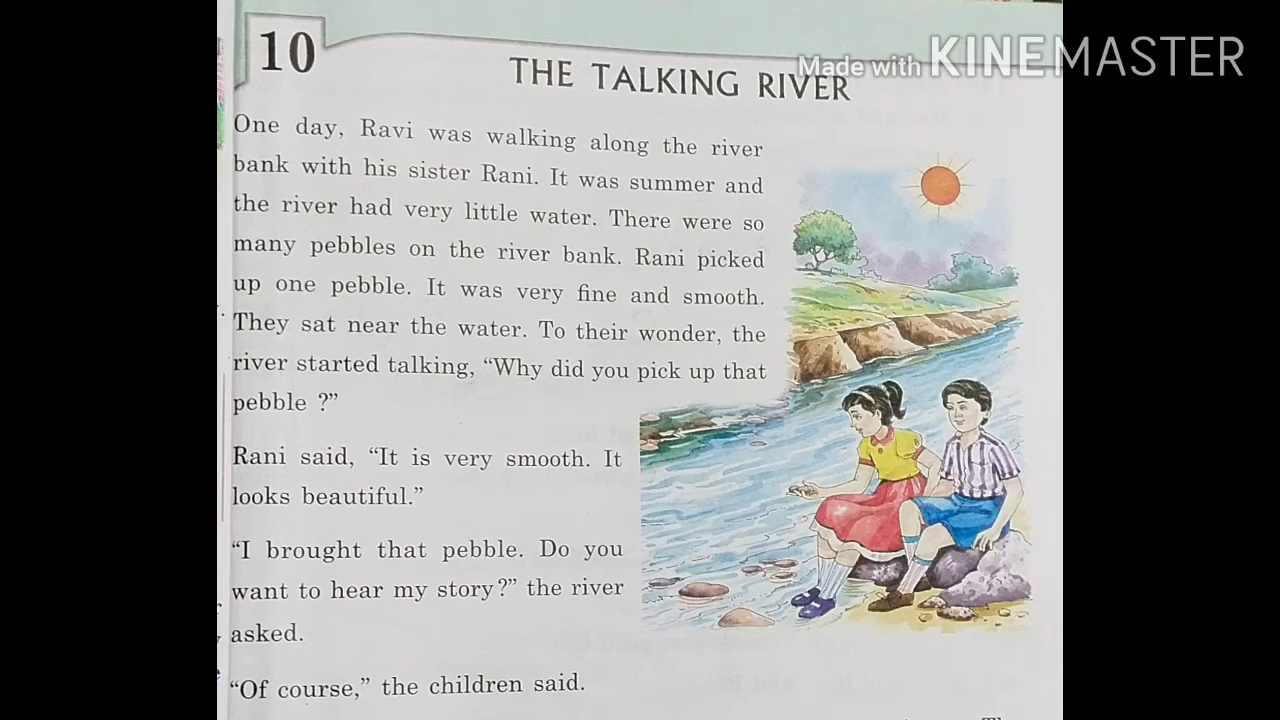 10
Made with KINEMASTER
THE TALKING RIVER
One day, Ravi was walking along the river
bank with his sister Rani. It was summer and
the river had very little water. There were so
many pebbles on the river bank. Rani picked
up one pebble. It was very fine and smooth.
They sat near the water. To their wonder, the
river started talking, “Why did you pick up that
pebble ?”
Rani said, “It is very smooth. It
looks beautiful.”
“I brought that pebble. Do you
want to hear my story?” the river
asked.
“Of course,” the children said.